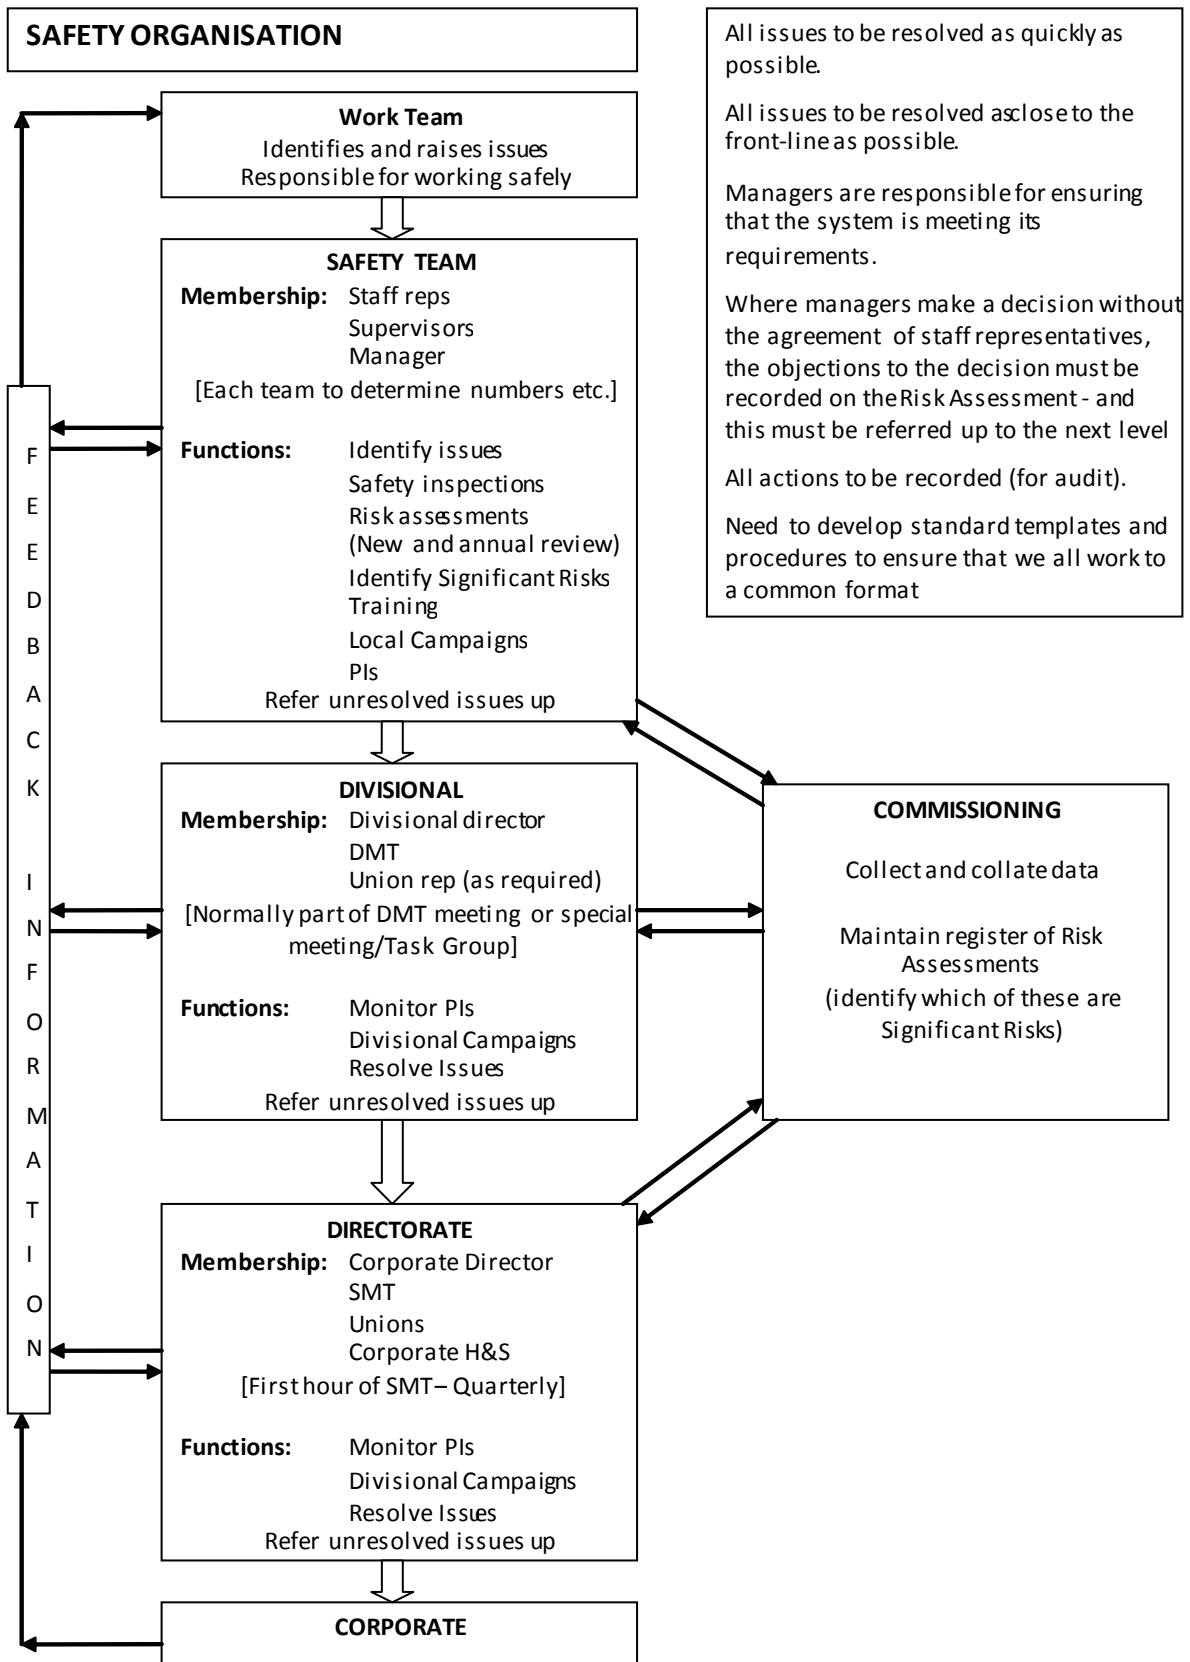 SAFETY ORGANISATION
All issues to be resolved as quickly as
possible.
All issues to be resolved as close to the
front-line as possible.
Managers are responsible for ensuring
that the system is meeting its
requirements.
Where managers make a decision without
the agreement of staff representatives,
the objections to the decision must be
recorded on the Risk Assessment - and
this must be referred up to the next level
All actions to be recorded (for audit).
Need to develop standard templates and
procedures to ensure that we all work to
a common format
Work Team
Identifies and raises issues
Responsible for working safely
SAFETY TEAM
Membership: Staff reps
Supervisors
Manager
[Each team to determine numbers etc.]
Functions: Identify issues
Safety inspections
Risk assessments
(New and annual review)
Identify Significant Risks
Training
Local Campaigns
PIs
Refer unresolved issues up
DIVISIONAL
Membership: Divisional director
DMT
Union rep (as required)
[Normally part of DMT meeting or special
meeting/Task Group]
Functions: Monitor PIs
Divisional Campaigns
Resolve Issues
Refer unresolved issues up
COMMISSIONING
Collect and collate data
Maintain register of Risk
Assessments
(identify which of these are
Significant Risks)
DIRECTORATE
Membership: Corporate Director
SMT
Unions
Corporate H&S
[First hour of SMT – Quarterly]
Functions: Monitor PIs
Divisional Campaigns
Resolve Issues
Refer unresolved issues up
CORPORATE
FEEDBACK INFORMATION